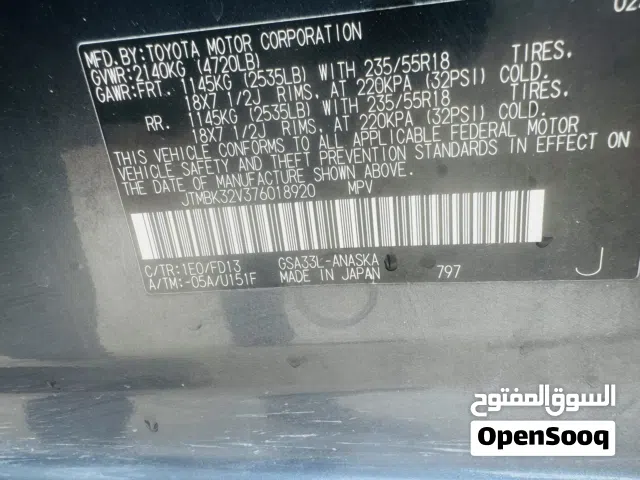 02
MFD.BY:TOYOTA MOTOR CORPORATION
GVWR:2140KG (4720LB)
GAWR:FRT. 1145KG (2535LB) WITH 235/55R18 TIRES.
18X7 1/2J RIMS, AT 220KPA (32PSI) COLD.
RR. 1145KG (2535LB) WITH 235/55R18 TIRES.
18X7 1/2J RIMS, AT 220KPA (32PSI) COLD.
THIS VEHICLE CONFORMS TO ALL APPLICABLE FEDERAL MOTOR
VEHICLE SAFETY AND THEFT PREVENTION STANDARDS IN EFFECT ON
THE DATE OF MANUFACTURE SHOWN ABOVE.
JTMBK32V376018920 MPV
C/TR:1E0/FD13 GSA33L-ANASKA
A/TM:-05A/U151F MADE IN JAPAN 797 J
السوق المفتوح
OpenSooq